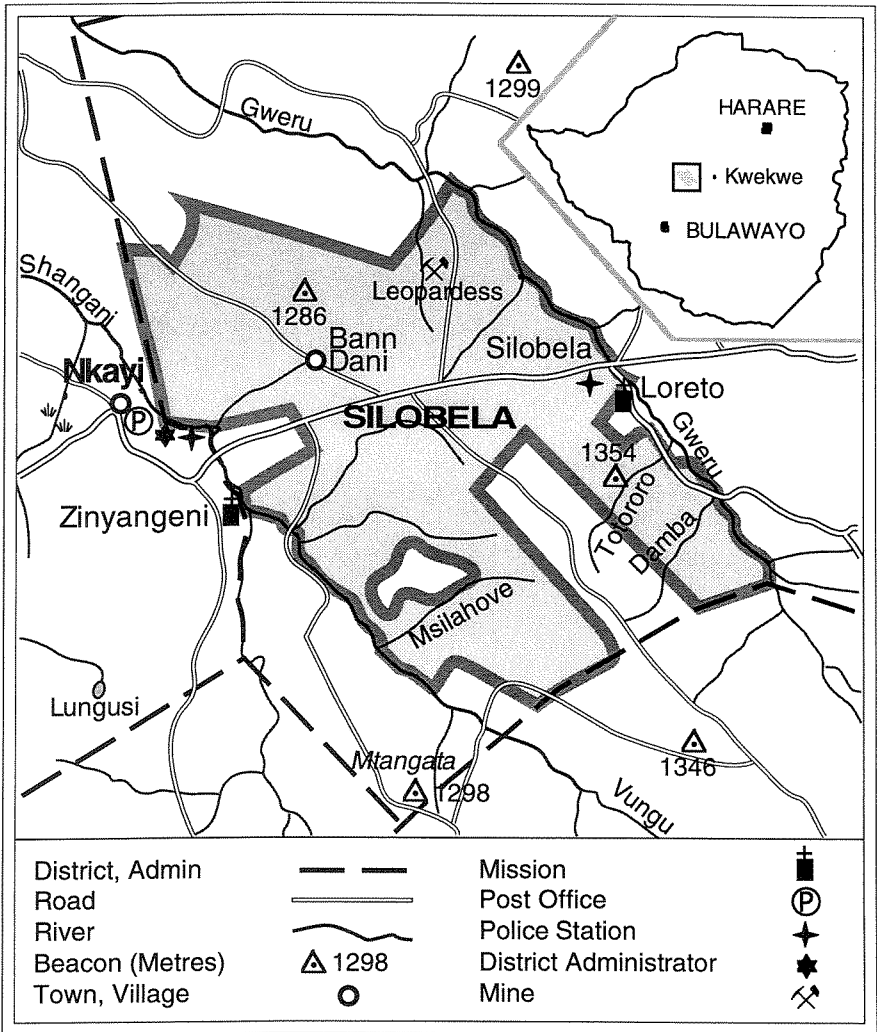 1299
Gweru
HARARE
Kwekwe
BULAWAYO
Shangani
Leopardess
1286
Bann
Dani
Silobela
Nkayi
P
Loreto
SILOBELA
Gweru
1354
Zinyangeni
Totororo
Damba
Msilahove
Lungusi
Mtangata
1298
1346
Vungu
District, Admin
Road
River
Beacon (Metres) 1298
Town, Village
Mission
Post Office P
Police Station
District Administrator
Mine